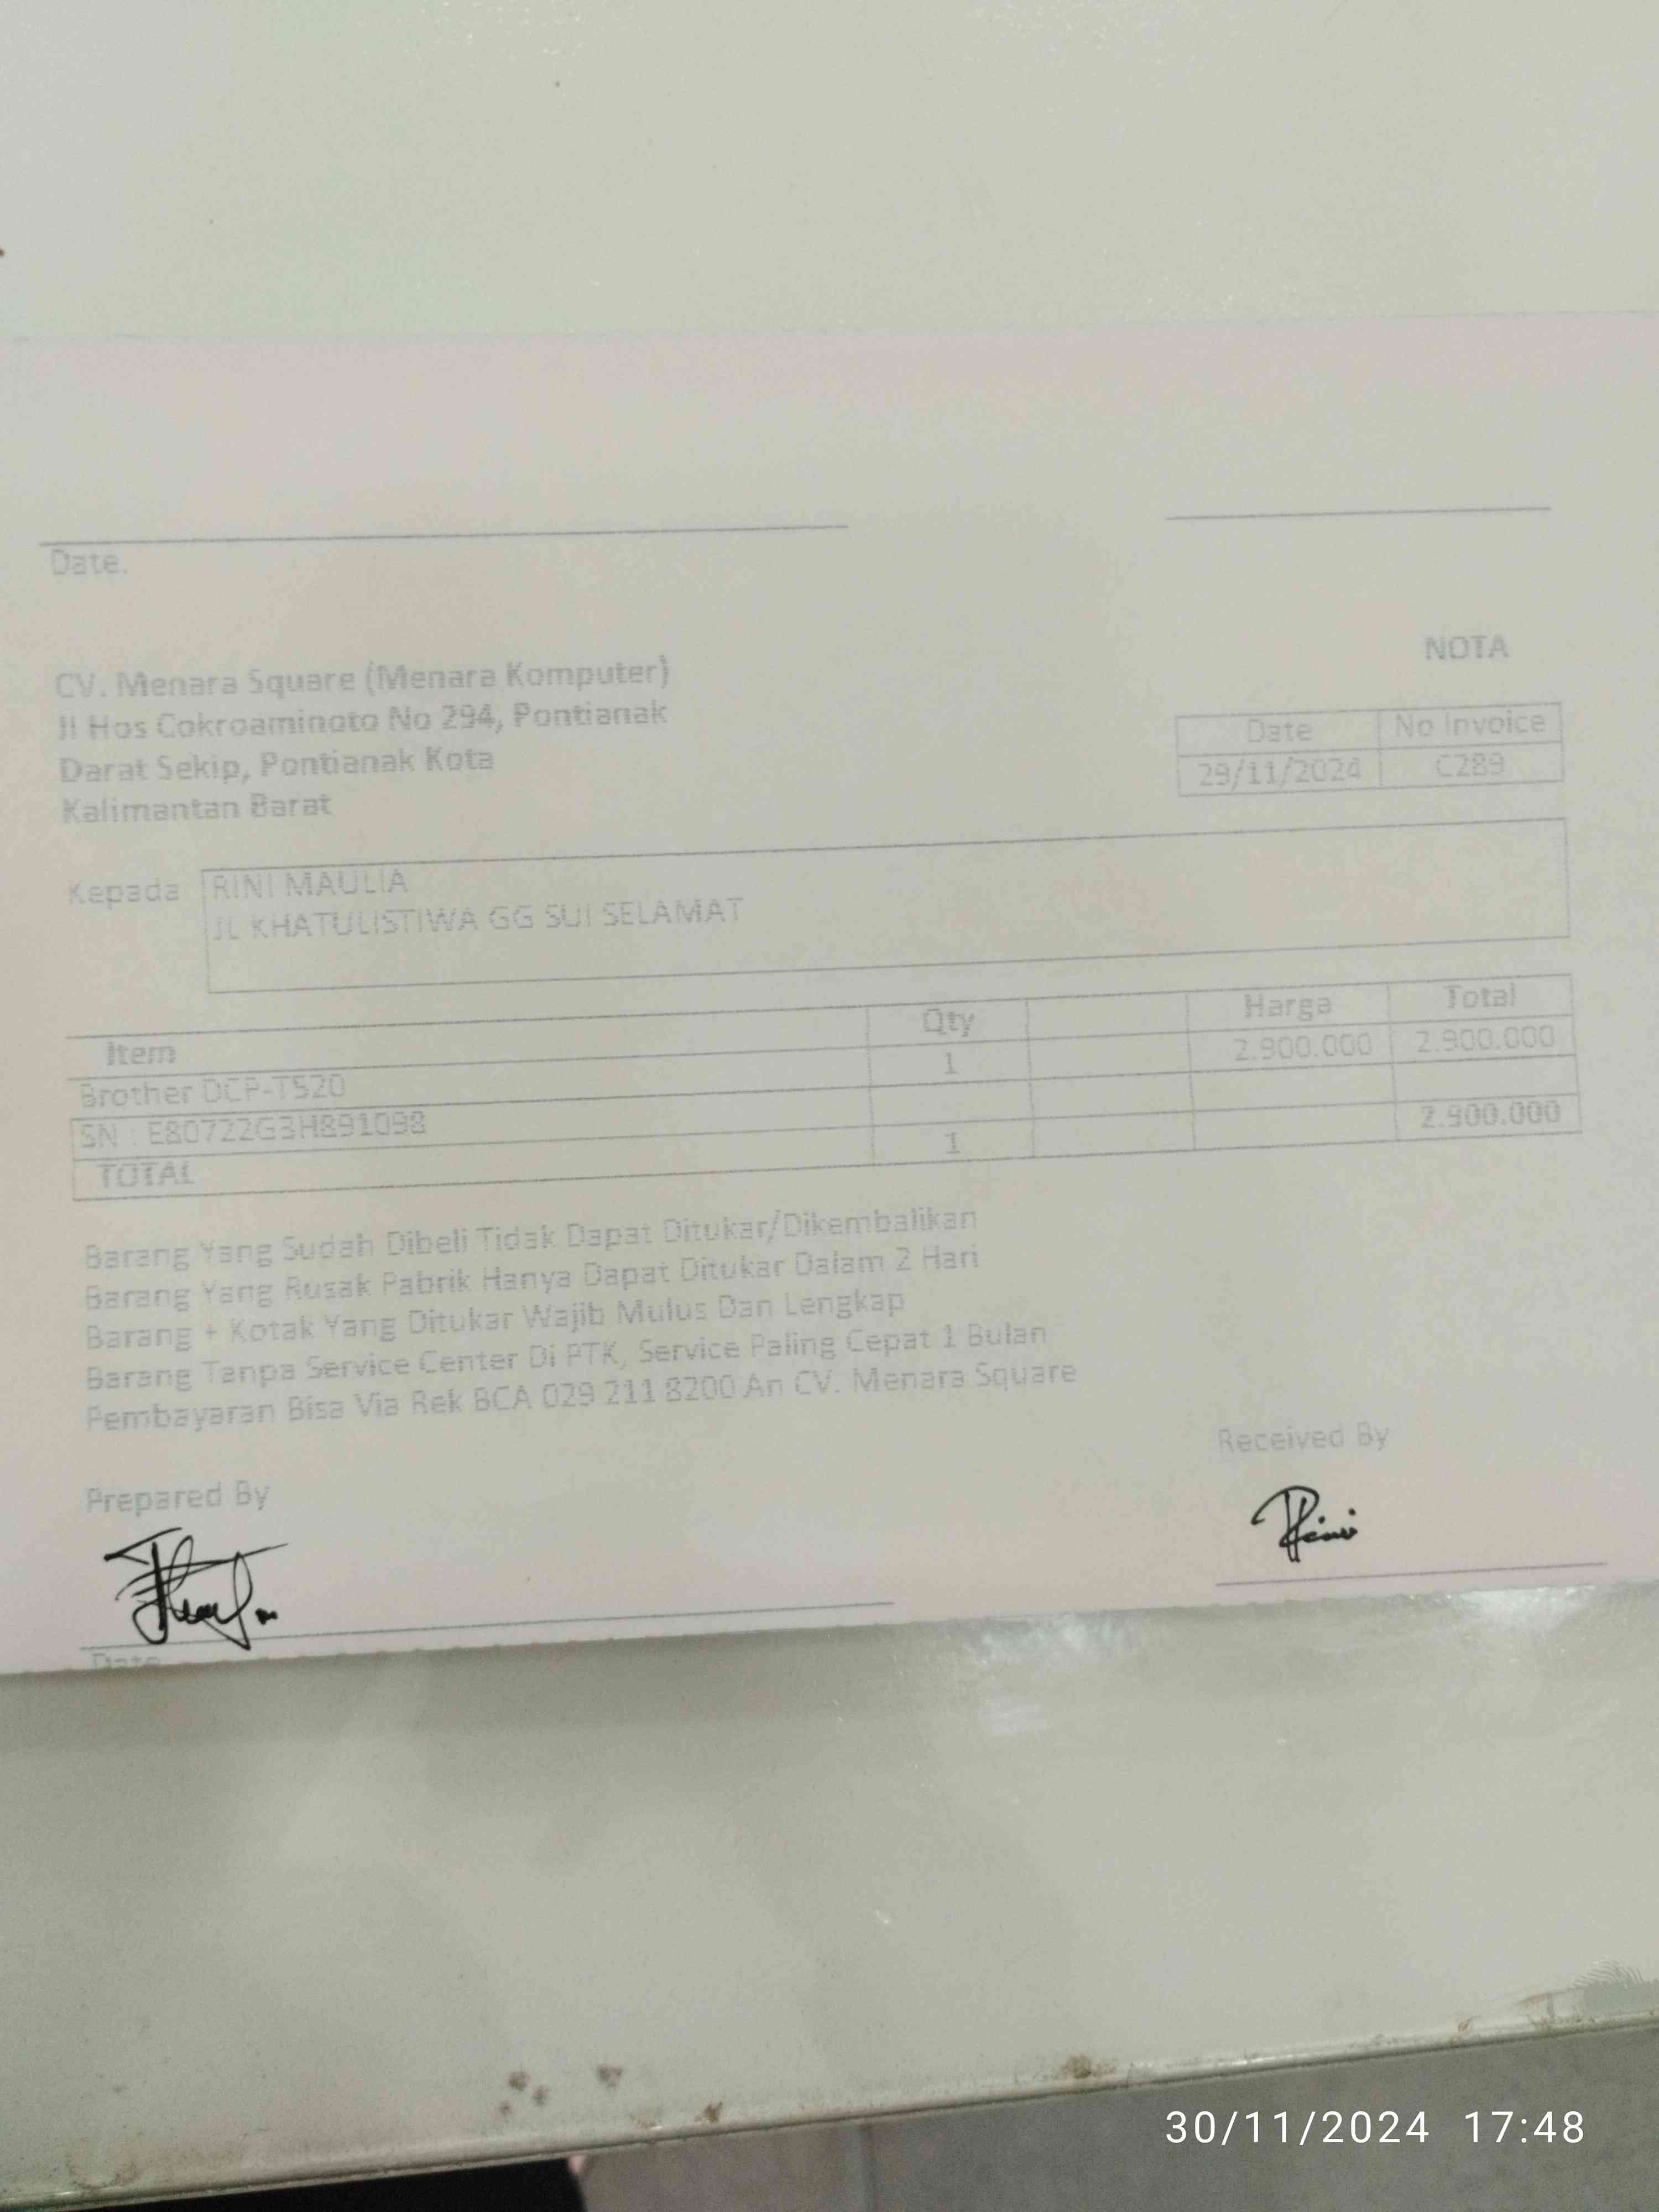 Date.
NOTA
CV. Menara Square (Menara Komputer)
Jl Hos Cokroaminoto No 294, Pontianak
Darat Sekip, Pontianak Kota
Kalimantan Barat
Date No Invoice
29/11/2024 C289
Kepada RINI MAULIA
JL KHATULISTIWA GG SUI SELAMAT
Item Qty Harga Total
Brother DCP-T520 1 2.900.000 2.900.000
SN : E80722G3H891098
TOTAL 1 2.900.000
Barang Yang Sudah Dibeli Tidak Dapat Ditukar/Dikembalikan
Barang Yang Rusak Pabrik Hanya Dapat Ditukar Dalam 2 Hari
Barang + Kotak Yang Ditukar Wajib Mulus Dan Lengkap
Barang Tanpa Service Center Di PTK, Service Paling Cepat 1 Bulan
Pembayaran Bisa Via Rek BCA 029 211 8200 An CV. Menara Square
Prepared By Received By
Rini
Date
30/11/2024 17:48